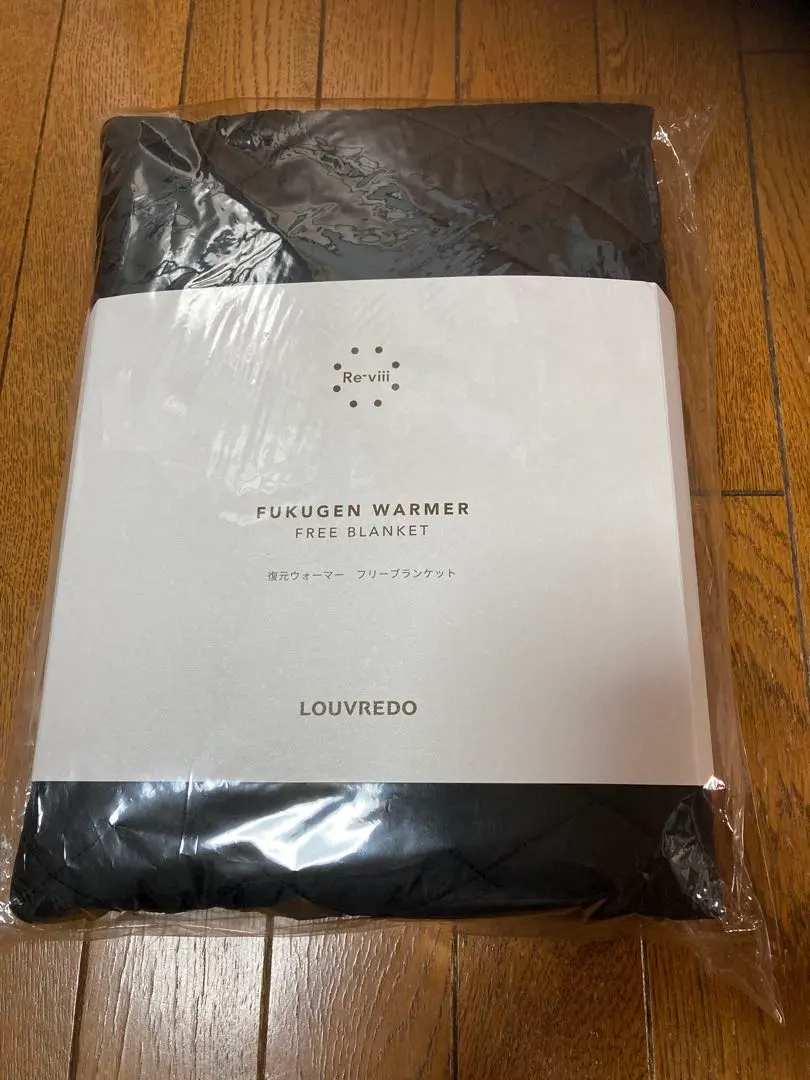 Re-viii
FUKUGEN WARMER
FREE BLANKET
復元ウォーマー　フリーブランケット
LOUVREDO